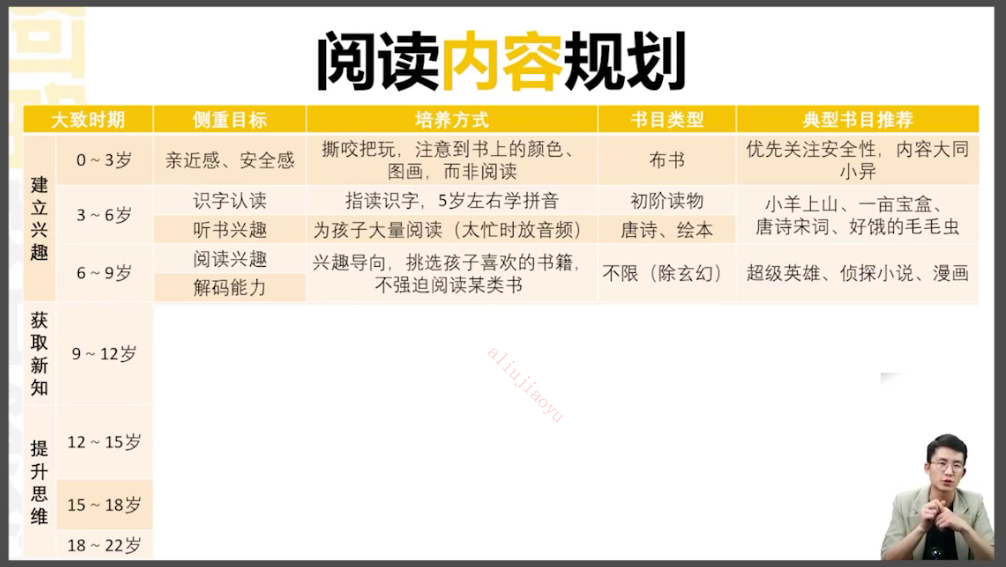 阅读内容规划
大致时期 侧重目标 培养方式 书目类型 典型书目推荐
建立兴趣
0～3岁 亲近感、安全感 撕咬把玩，注意到书上的颜色、图画，而非阅读 布书 优先关注安全性，内容大同小异
3～6岁 识字认读 指读识字，5岁左右学拼音 初阶读物 小羊上山、一亩宝盒、唐诗宋词、好饿的毛毛虫
听书兴趣 为孩子大量阅读（太忙时放音频） 唐诗、绘本
6～9岁 阅读兴趣 兴趣导向，挑选孩子喜欢的书籍，不强迫阅读某类书 不限（除玄幻） 超级英雄、侦探小说、漫画
解码能力
获取新知
9～12岁
提升思维
12～15岁
15～18岁
18～22岁
aliujiaoyu